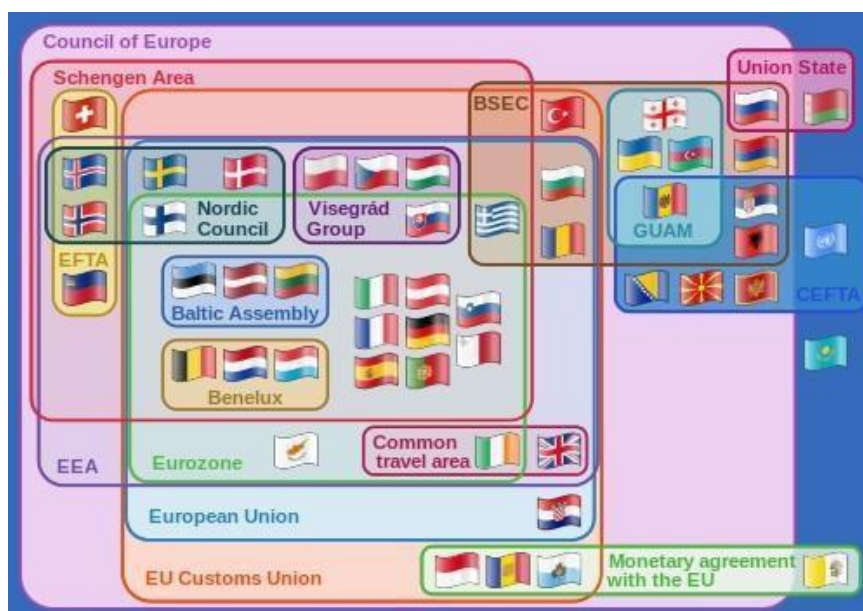 Council of Europe
Schengen Area
Union State
BSEC
Nordic
Council
Visegrád
Group
GUAM
EFTA
CEFTA
Baltic Assembly
Benelux
Common
travel area
EEA
Eurozone
European Union
EU Customs Union
Monetary agreement
with the EU